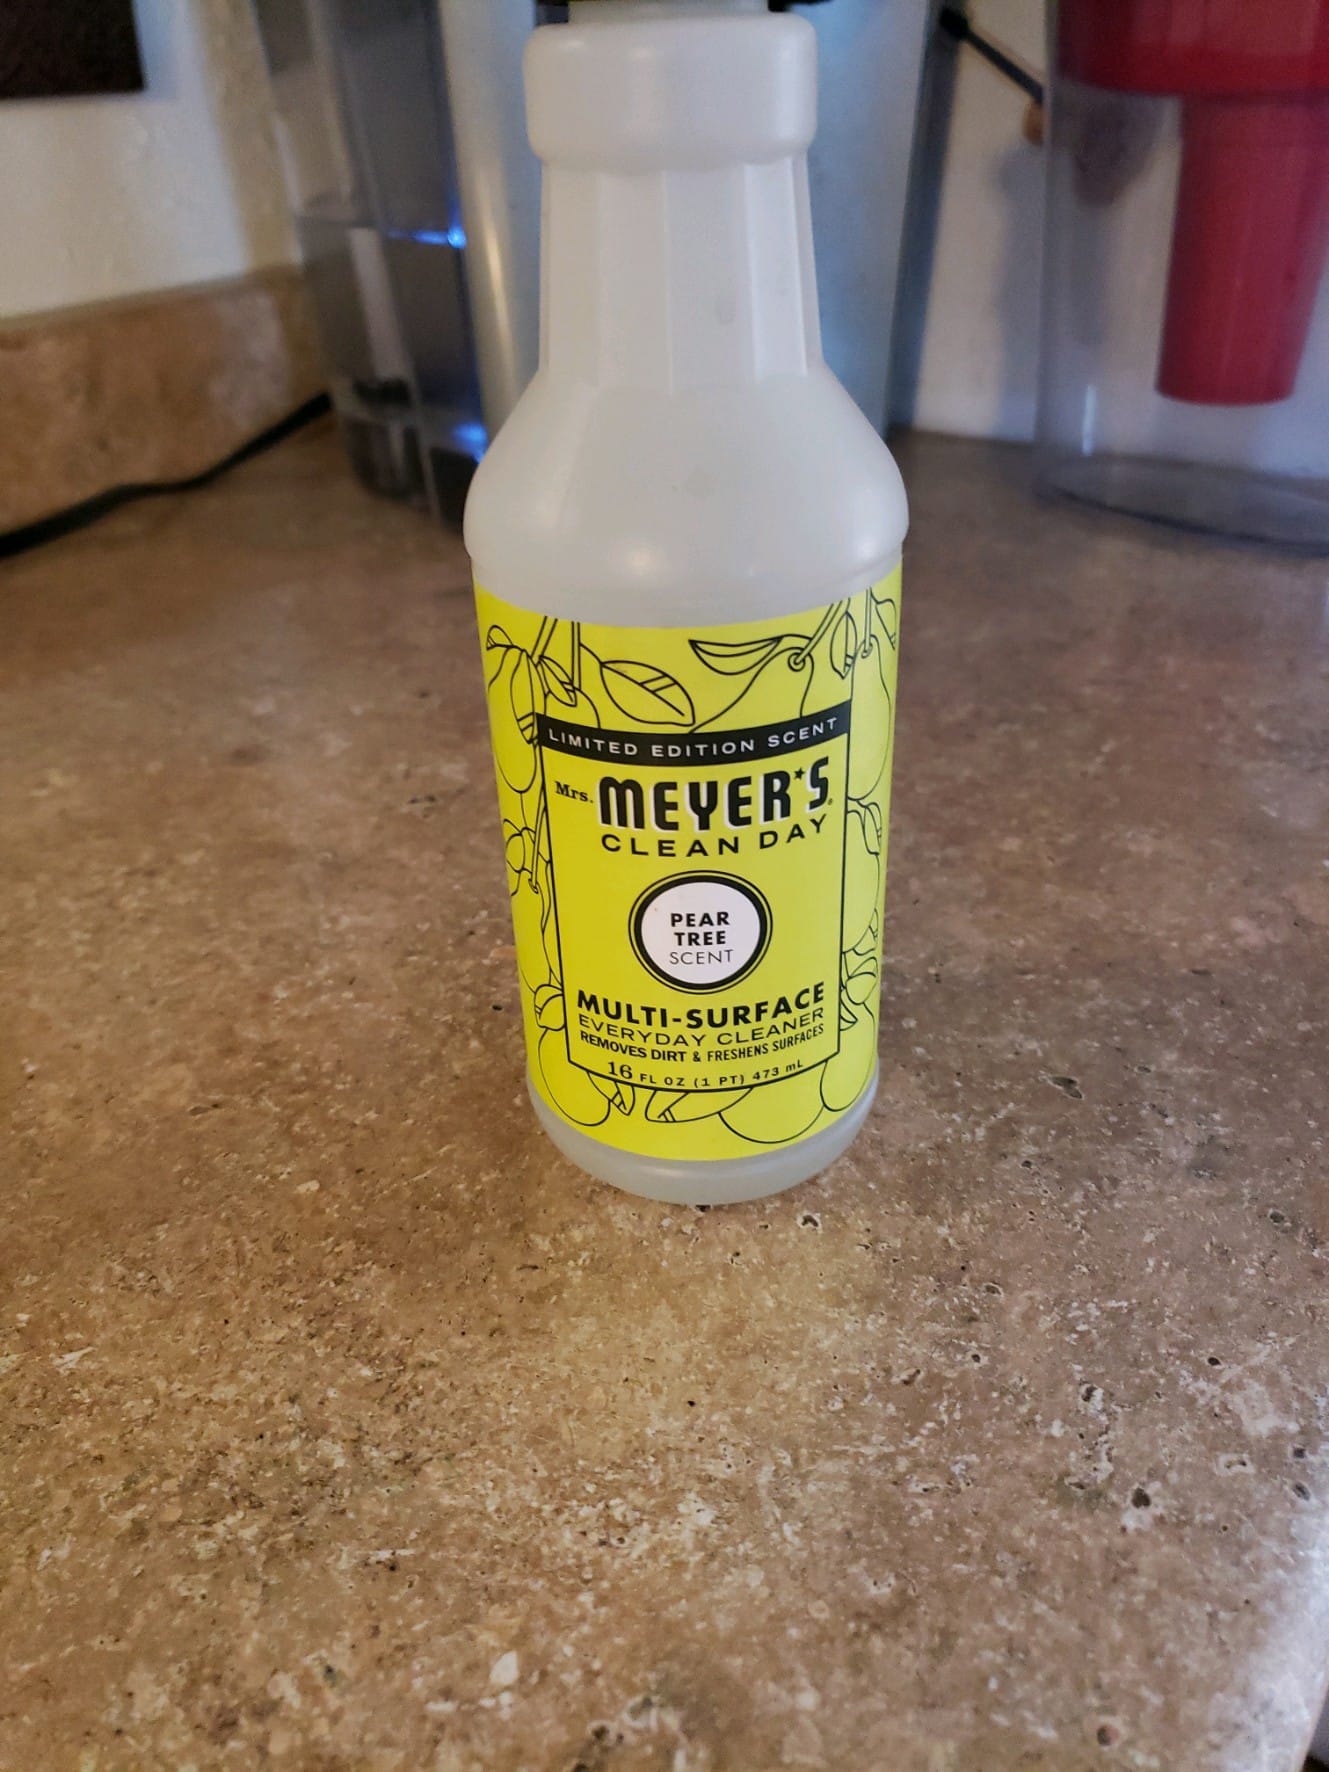 LIMITED EDITION SCENT
Mrs. MEYER'S
CLEAN DAY
PEAR
TREE
SCENT
MULTI-SURFACE
EVERYDAY CLEANER
REMOVES DIRT & FRESHENS SURFACES
16 FL OZ (1 PT) 473 mL